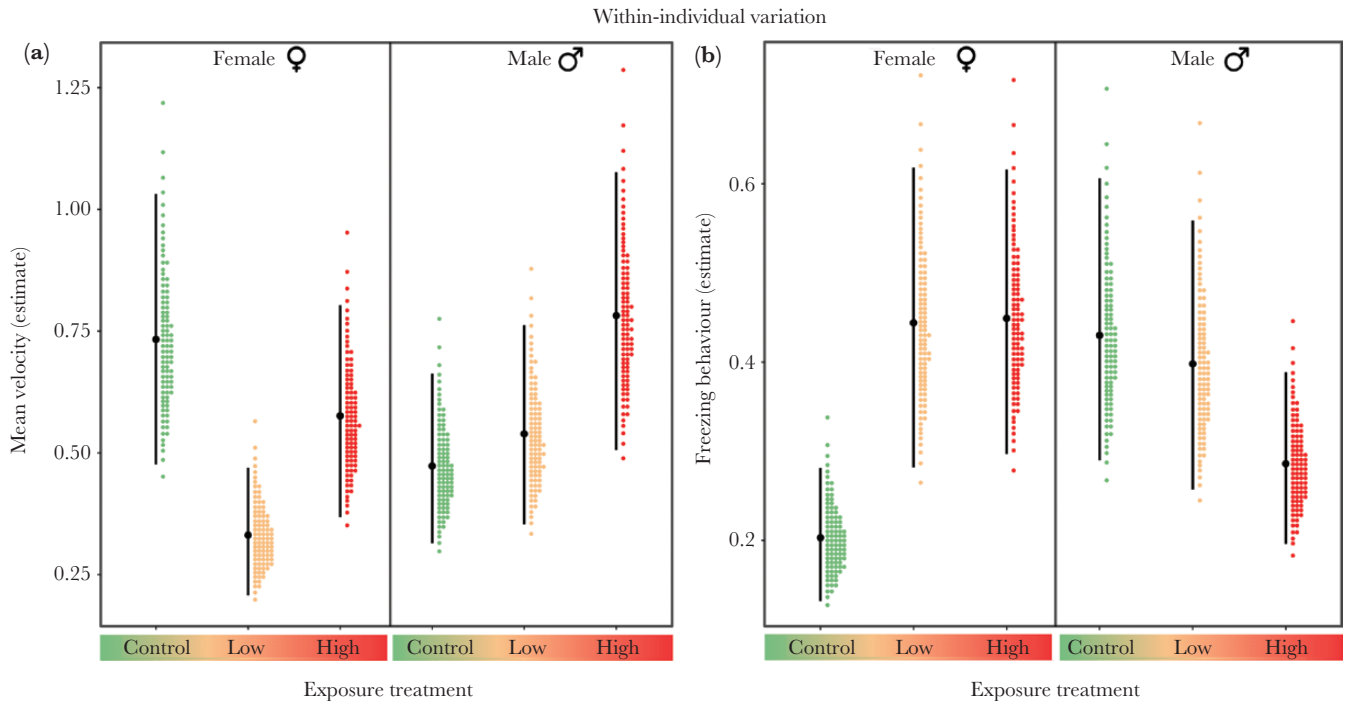 Within-individual variation
(a)
Female ♀
Male ♂
1.25
1.00
0.75
0.50
0.25
Mean velocity (estimate)
Control Low High
Control Low High
Exposure treatment
(b)
Female ♀
Male ♂
0.6
0.4
0.2
Freezing behaviour (estimate)
Control Low High
Control Low High
Exposure treatment